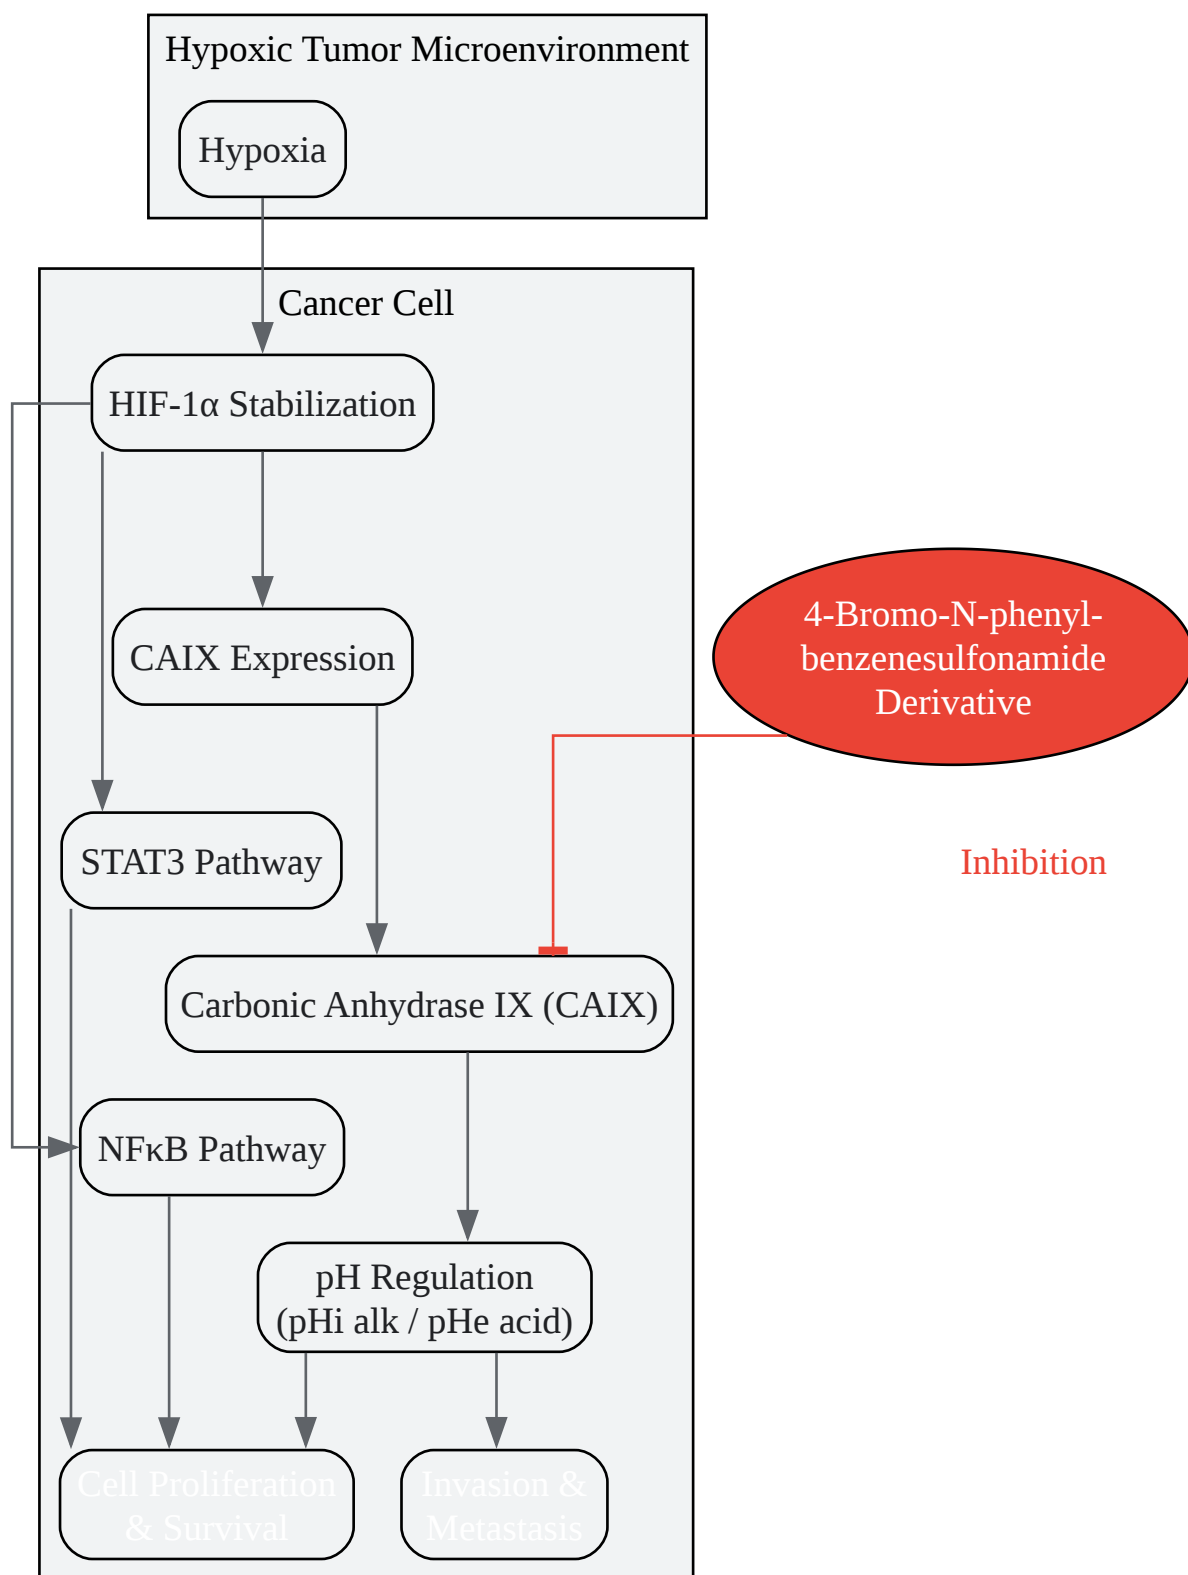 Hypoxic Tumor Microenvironment
Hypoxia
Cancer Cell
HIF-1α Stabilization
CAIX Expression
4-Bromo-N-phenyl-
benzenesulfonamide
Derivative
STAT3 Pathway
Inhibition
Carbonic Anhydrase IX (CAIX)
NFκB Pathway
pH Regulation
(pHi alk / pHe acid)
Cell Proliferation
& Survival
Invasion &
Metastasis